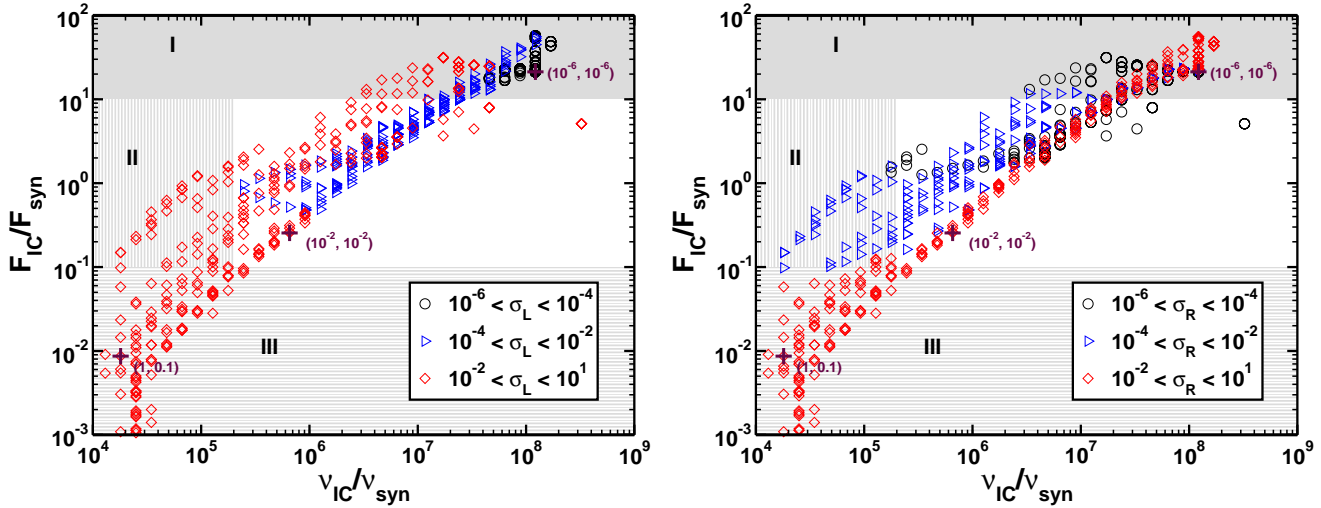 10^2
10^1
10^0
10^-1
10^-2
10^-3
F_IC/F_syn
I
II
III
(10^-6, 10^-6)
(10^-2, 10^-2)
(1, 0.1)
10^-6 < σ_L < 10^-4
10^-4 < σ_L < 10^-2
10^-2 < σ_L < 10^1
10^4
10^5
10^6
10^7
10^8
10^9
ν_IC/ν_syn
10^2
10^1
10^0
10^-1
10^-2
10^-3
F_IC/F_syn
I
II
III
(10^-6, 10^-6)
(10^-2, 10^-2)
(1, 0.1)
10^-6 < σ_R < 10^-4
10^-4 < σ_R < 10^-2
10^-2 < σ_R < 10^1
10^4
10^5
10^6
10^7
10^8
10^9
ν_IC/ν_syn